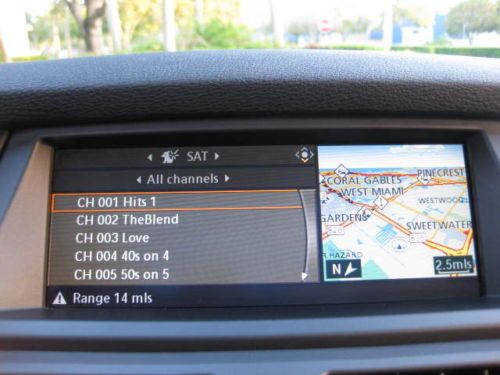 SAT
All channels
CH 001 Hits 1
CH 002 TheBlend
CH 003 Love
CH 004 40s on 4
CH 005 50s on 5
Range 14 mls
CORAL GABLES
PINECREST
WEST MIAMI
WESTWOOD
GARDENS
SWEETWATER
R HAZARD
N
2.5mls